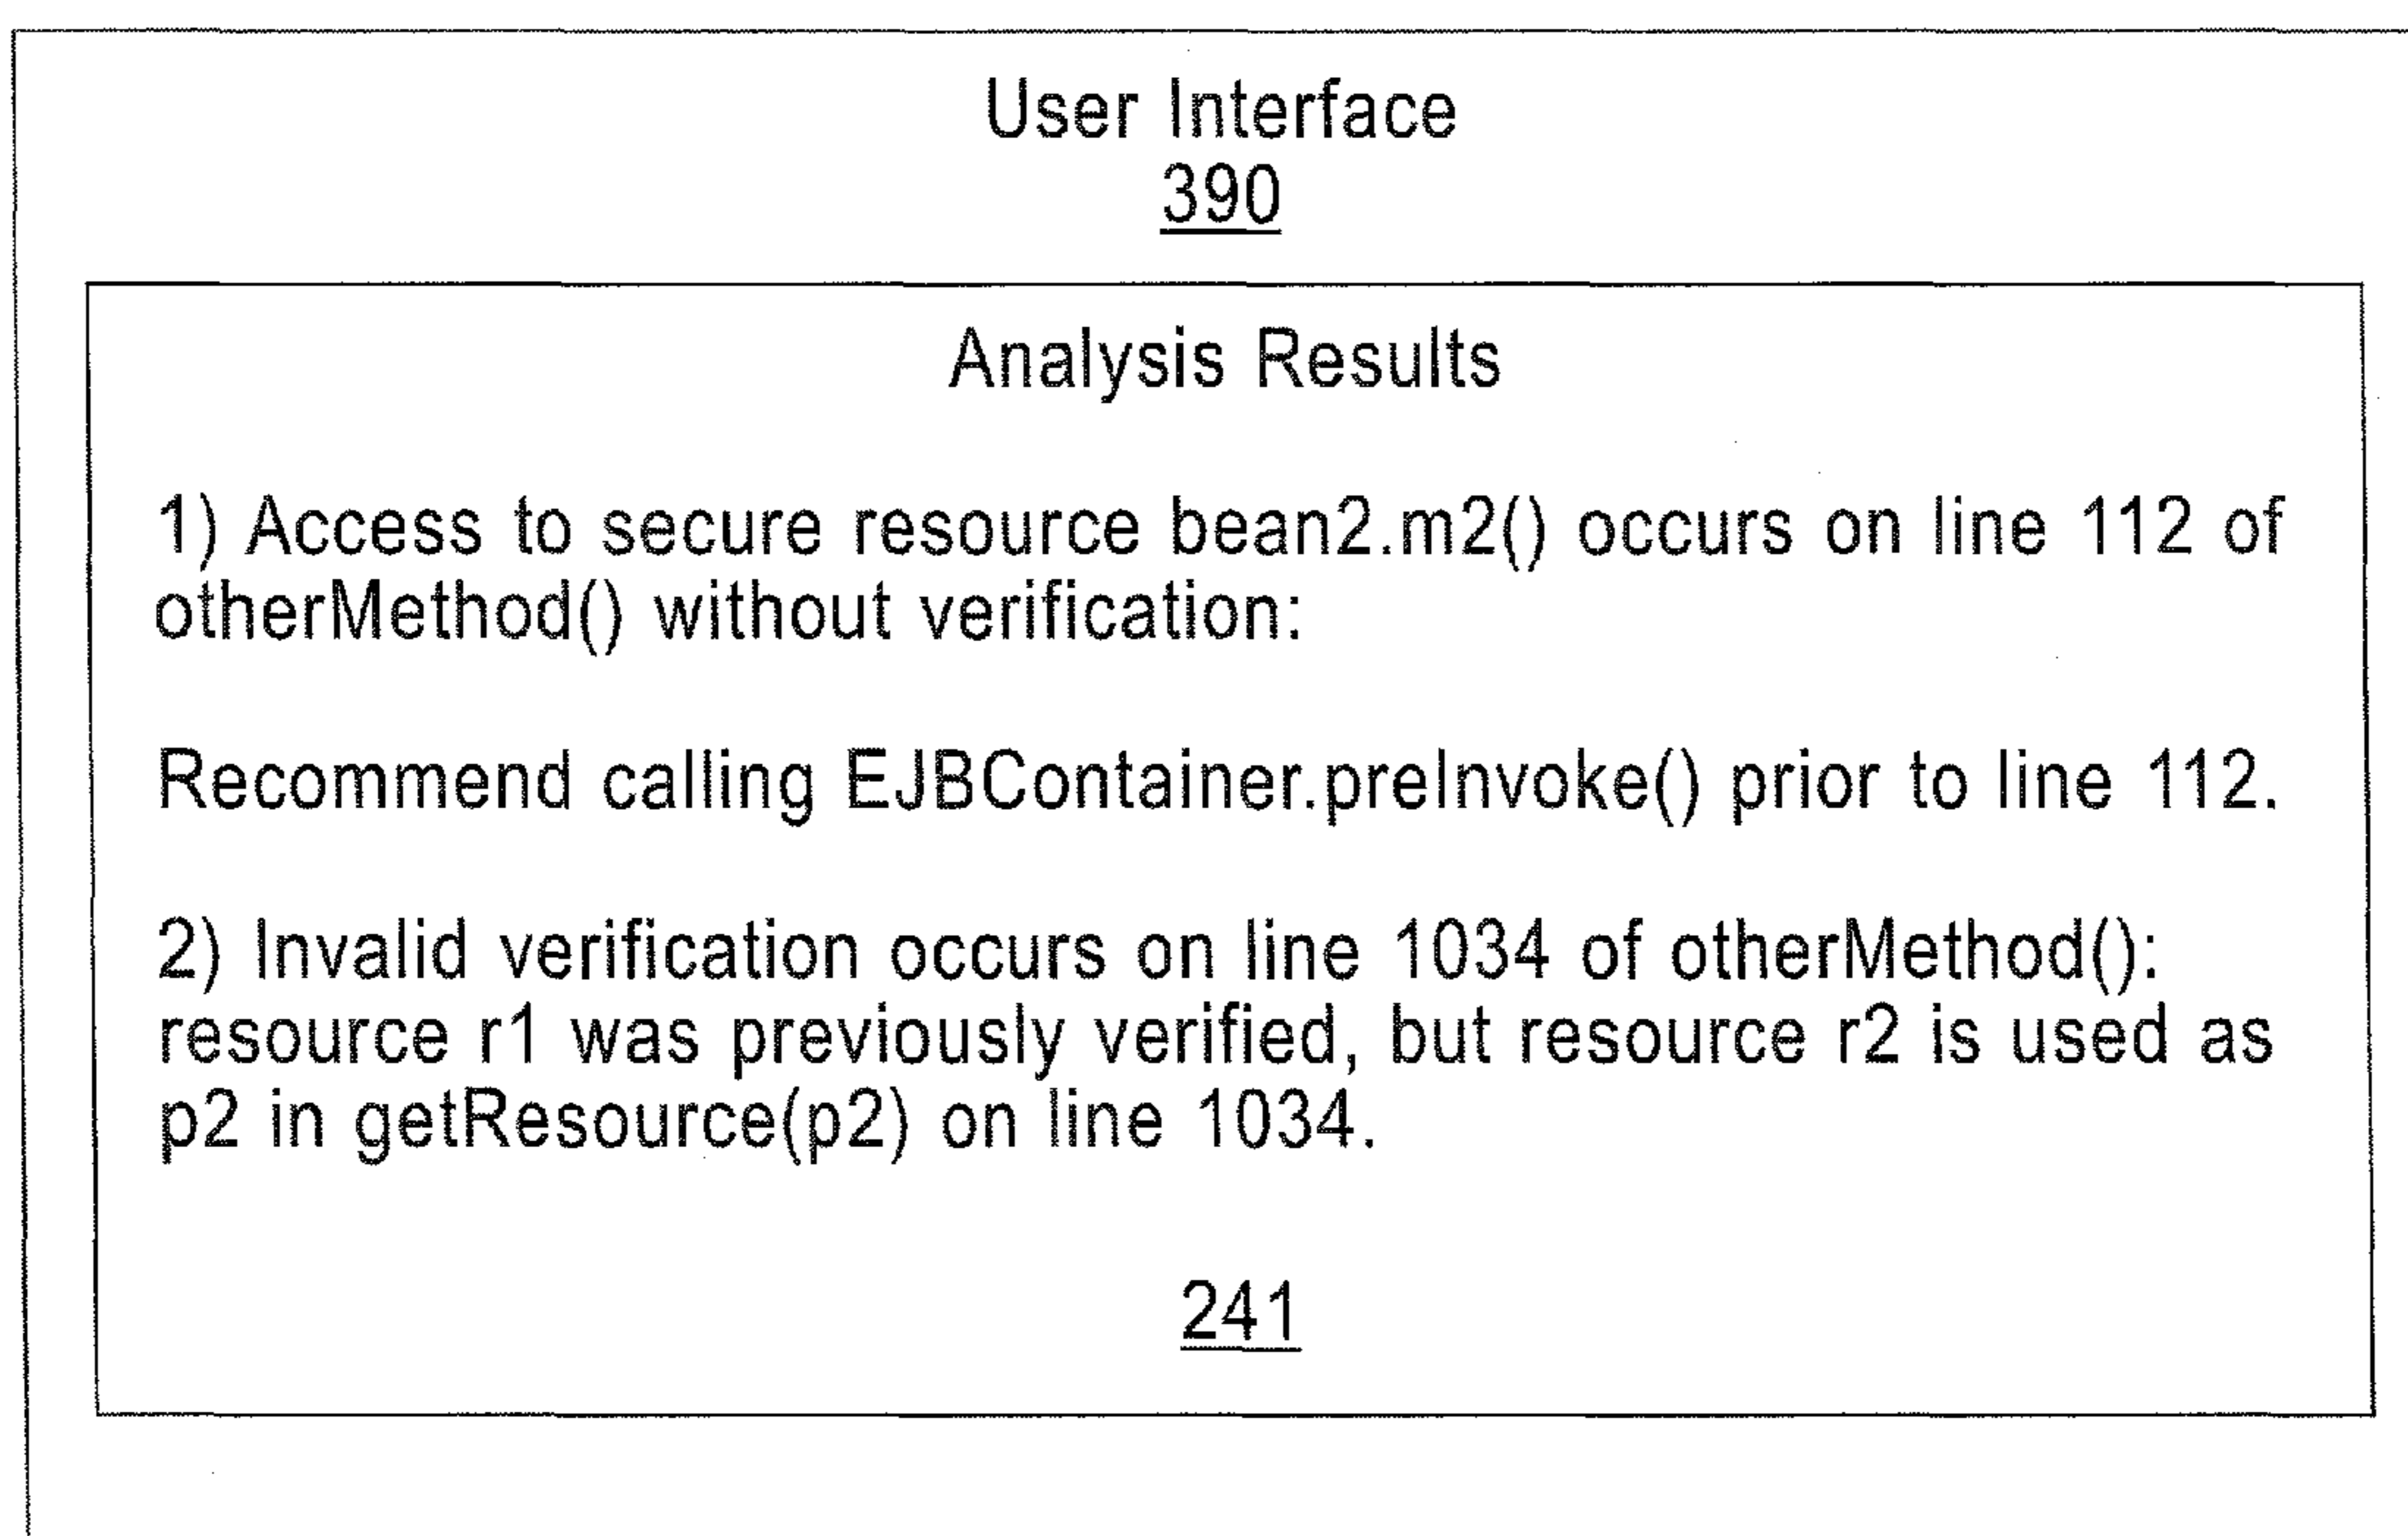 User Interface
390
Analysis Results
1) Access to secure resource bean2.m2() occurs on line 112 of
otherMethod() without verification:
Recommend calling EJBContainer.preInvoke() prior to line 112.
2) Invalid verification occurs on line 1034 of otherMethod():
resource r1 was previously verified, but resource r2 is used as
p2 in getResource(p2) on line 1034.
241